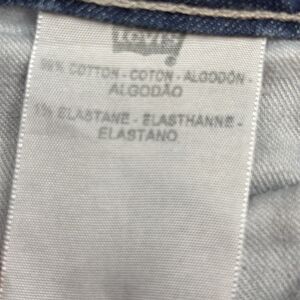 LEVI'S
99% COTTON - COTON - ALGODÓN -
ALGODÃO
1% ELASTANE - ELASTHANNE -
ELASTANO